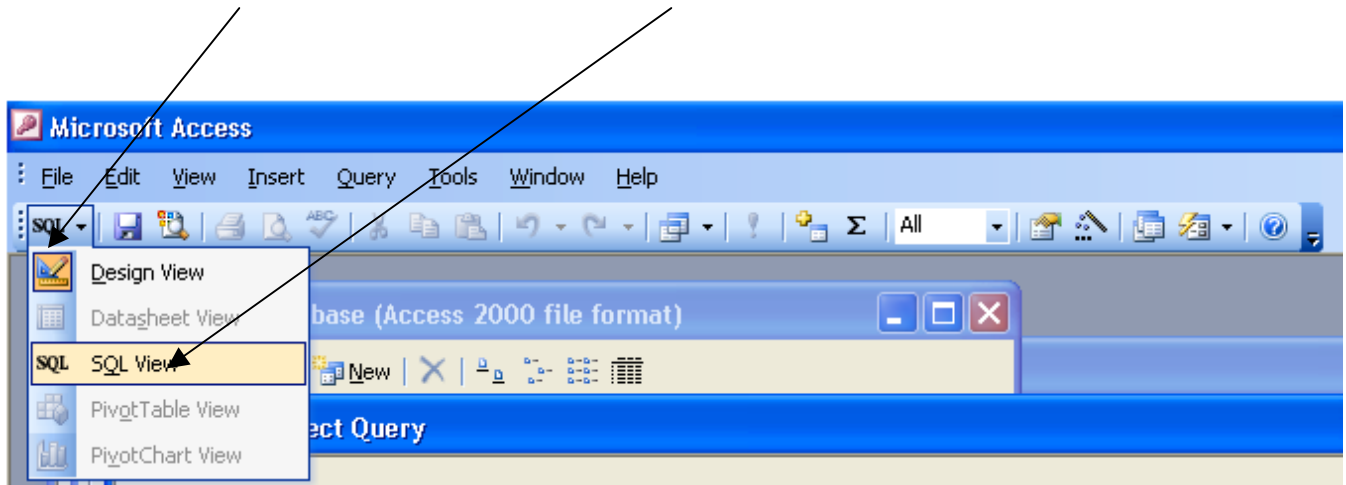 Microsoft Access
File Edit View Insert Query Tools Window Help
SQL ABC Σ All
Design View
Datasheet View base (Access 2000 file format)
SQL SQL View New
PivotTable View
ect Query
PivotChart View